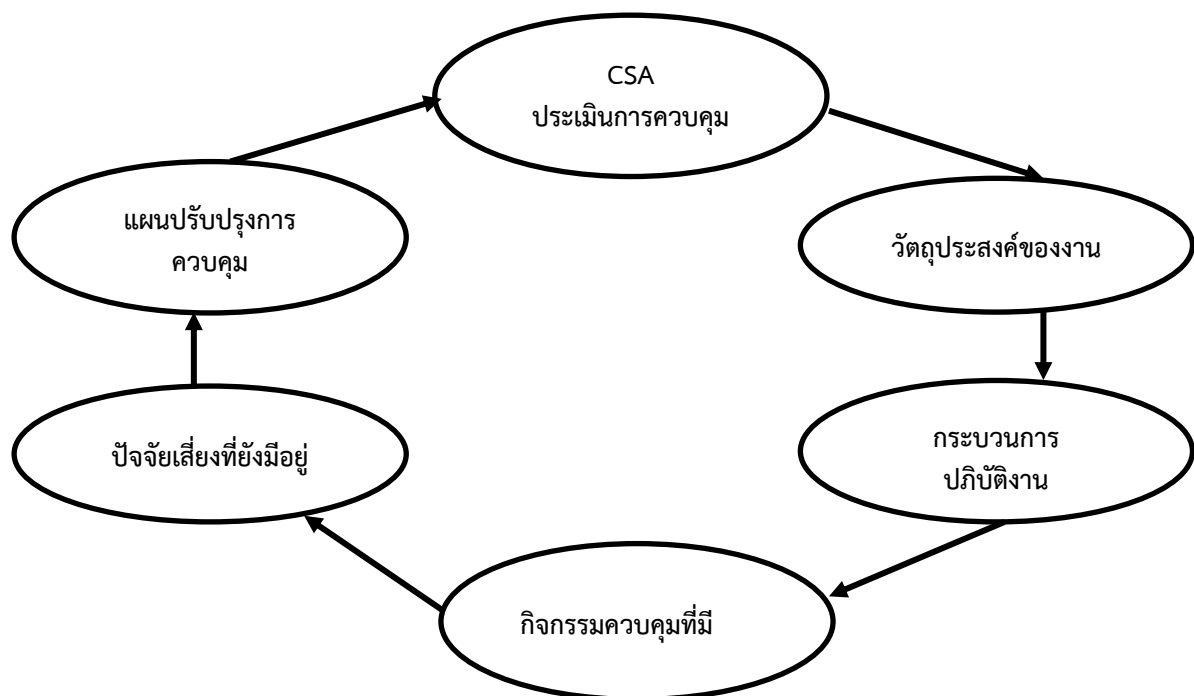 CSA
ประเมินการควบคุม
วัตถุประสงค์ของงาน
กระบวนการ
ปภิบัติงาน
กิจกรรมควบคุมที่มี
ปัจจัยเสี่ยงที่ยังมีอยู่
แผนปรับปรุงการ
ควบคุม